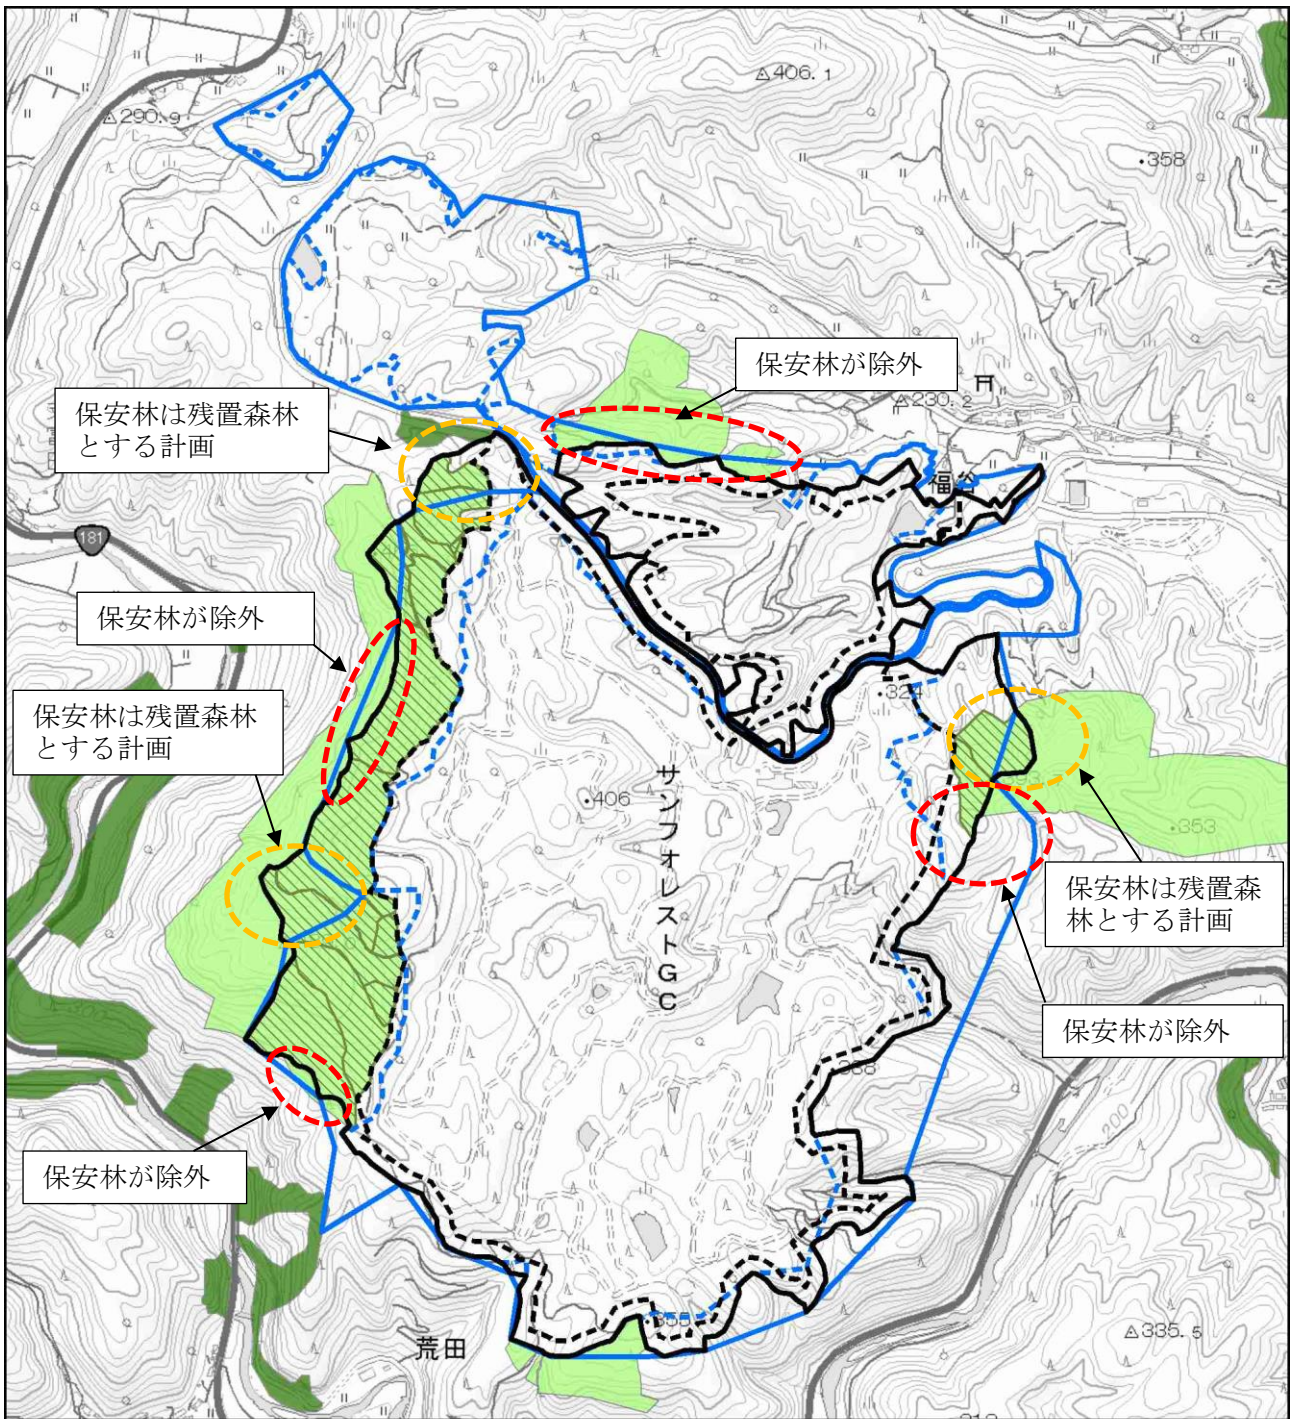 △406.1
△290.9
・358
保安林が除外
△230.2
保安林は残置森林
とする計画
福谷
181
保安林が除外
・324
保安林は残置森林
とする計画
サンフオレストGC
・406
・353
保安林は残置森
林とする計画
保安林が除外
保安林が除外
荒田
△335.5